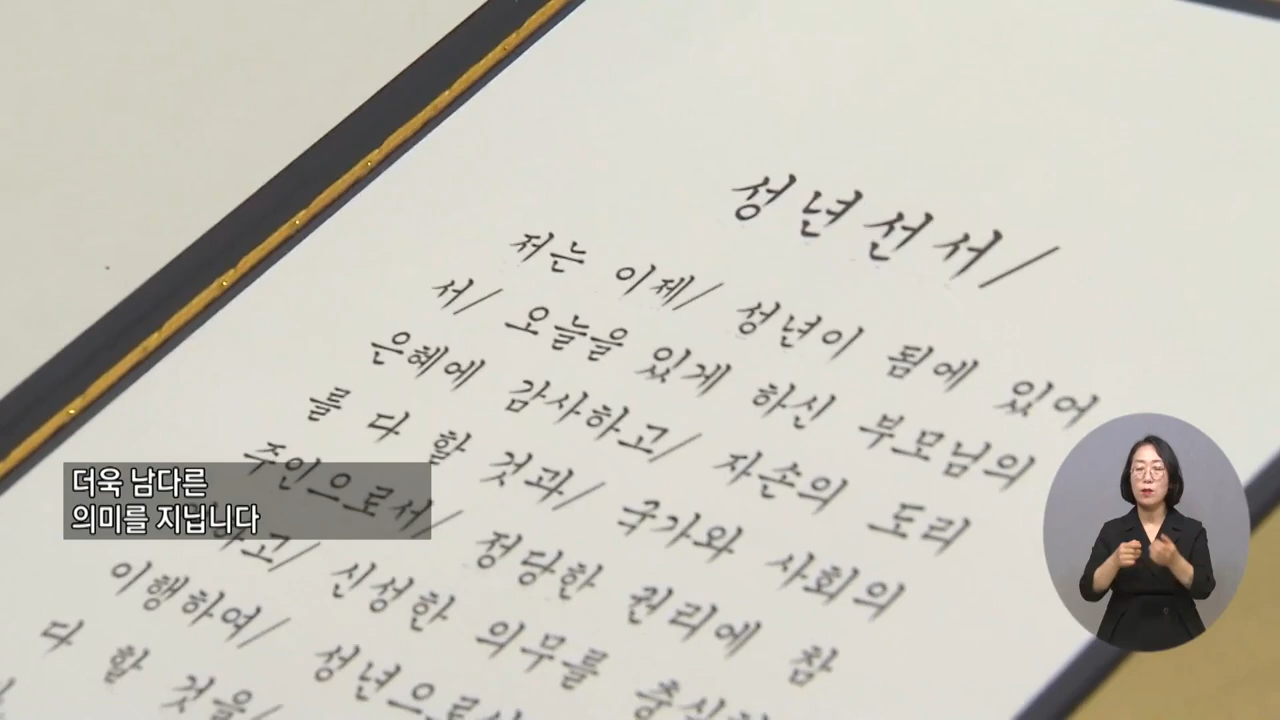 성년선서/
저는 이제/ 성년이 됨에 있어
서/ 오늘을 있게 하신 부모님의
은혜에 감사하고/ 자손의 도리
를 다 할 것과/ 국가와 사회의
주인으로서/ 정당한 권리에 참
하고/ 신성한 의무를
이행하여/ 성년으로서
다 할 것을/
더욱 남다른
의미를 지닙니다